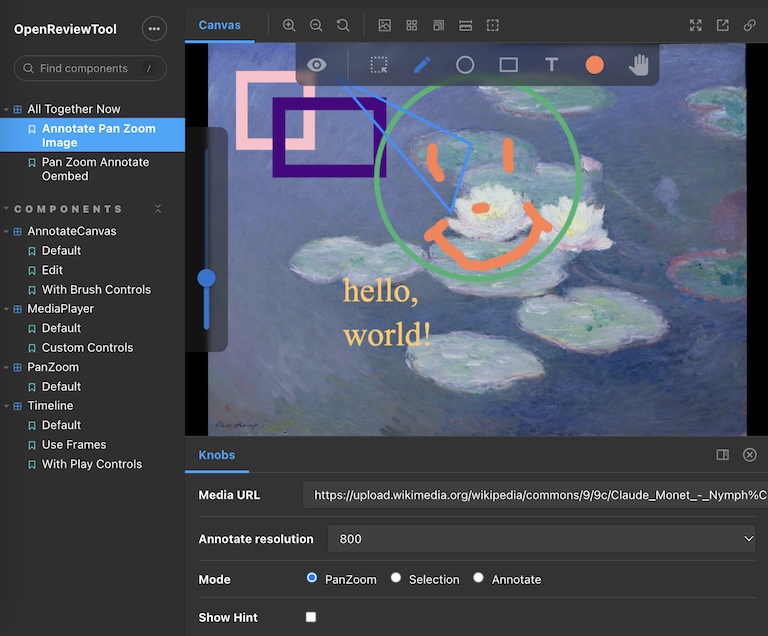 OpenReviewTool
Find components
/
All Together Now
Annotate Pan Zoom
Image
Pan Zoom Annotate
Oembed
COMPONENTS
AnnotateCanvas
Default
Edit
With Brush Controls
MediaPlayer
Default
Custom Controls
PanZoom
Default
Timeline
Default
Use Frames
With Play Controls
Canvas
T
hello,
world!
Knobs
Media URL
https://upload.wikimedia.org/wikipedia/commons/9/9c/Claude_Monet_-_Nymph%C
Annotate resolution
800
Mode
PanZoom
Selection
Annotate
Show Hint